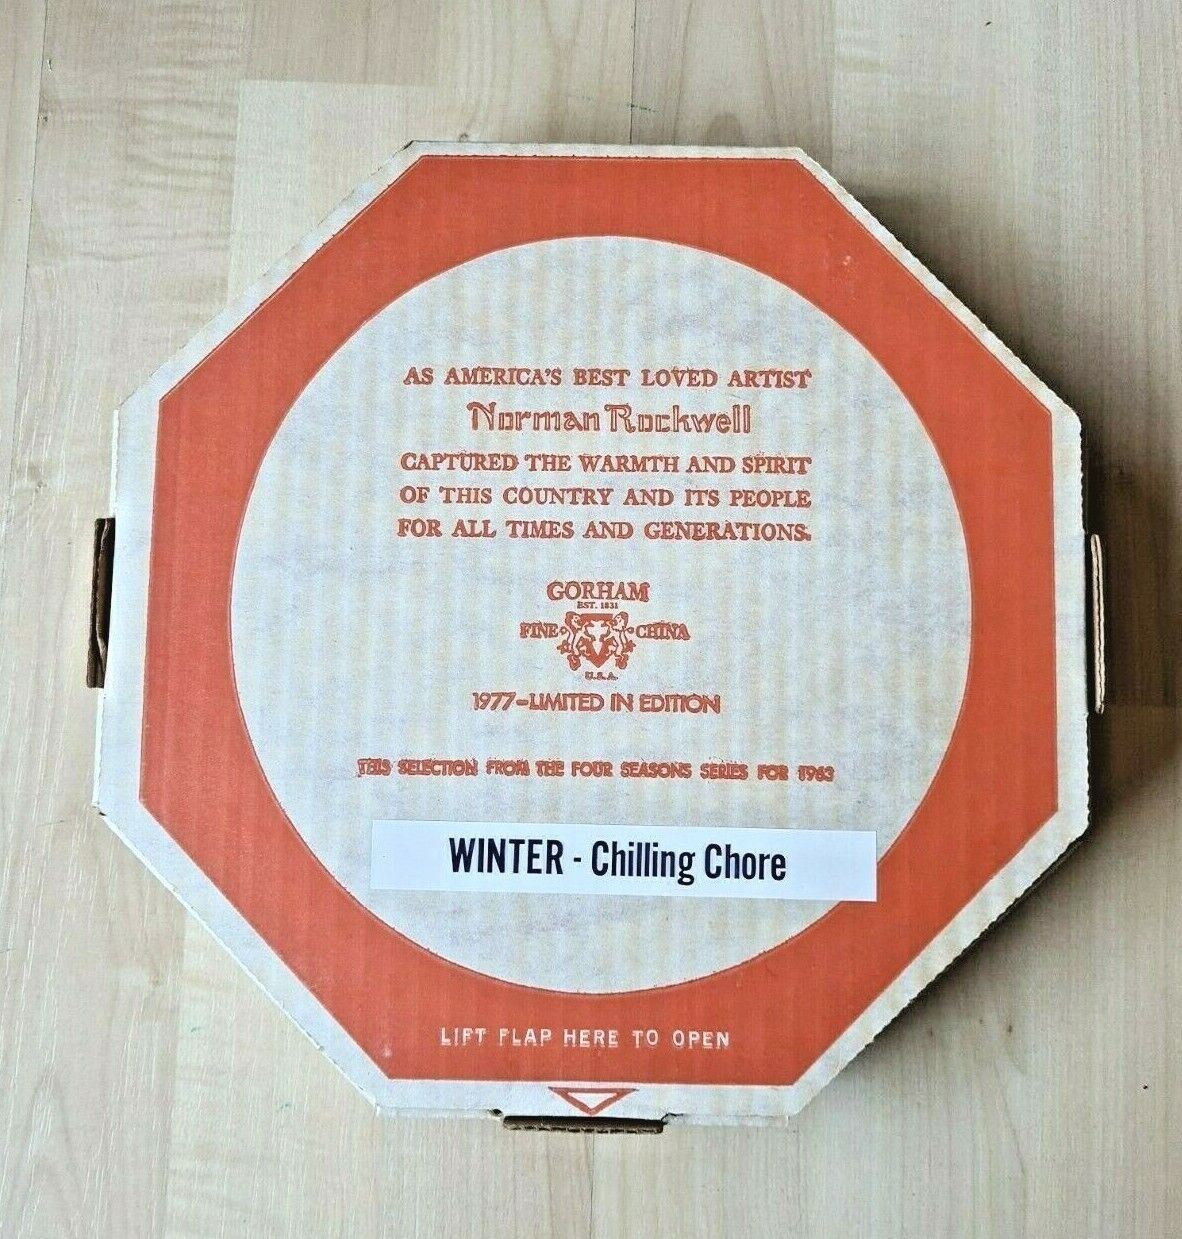 AS AMERICA'S BEST LOVED ARTIST
Norman Rockwell
CAPTURED THE WARMTH AND SPIRIT
OF THIS COUNTRY AND ITS PEOPLE
FOR ALL TIMES AND GENERATIONS.
GORHAM
EST. 1831
FINE CHINA
U.S.A.
1977-LIMITED IN EDITION
THIS SELECTION FROM THE FOUR SEASONS SERIES FOR 1963
WINTER - Chilling Chore
LIFT FLAP HERE TO OPEN